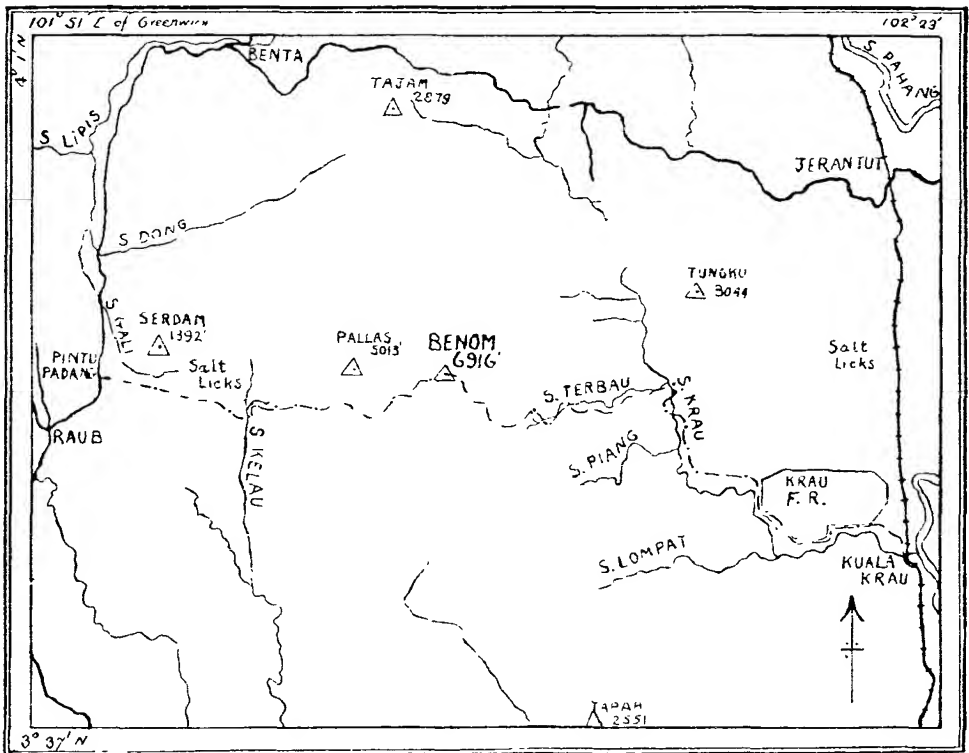 101° 51' E of Greenwich
102° 23'
4° 1' N
BENTA
S. PAHANG
TAJAM
2879
S LIPIS
JERANTUT
S DONG
TUNGKU
3044
S GALI
SERDAM
1392'
PALLAS
5013'
BENOM
6916'
Salt
Licks
PINTU
PADANG
Salt
Licks
S. TERBAU
S. KRAU
RAUB
S KELAU
S. PIANG
KRAU
F. R.
S. LOMPAT
KUALA
KRAU
TAPAH
2551
3° 37' N